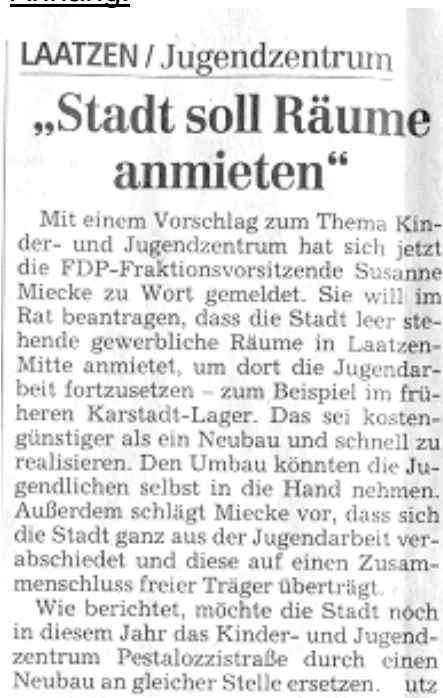 Anhang:
LAATZEN / Jugendzentrum
„Stadt soll Räume
anmieten“
Mit einem Vorschlag zum Thema Kin-
der- und Jugendzentrum hat sich jetzt
die FDP-Fraktionsvorsitzende Susanne
Miecke zu Wort gemeldet. Sie will im
Rat beantragen, dass die Stadt leer ste-
hende gewerbliche Räume in Laatzen-
Mitte anmietet, um dort die Jugendar-
beit fortzusetzen – zum Beispiel im frü-
heren Karstadt-Lager. Das sei kosten-
günstiger als ein Neubau und schnell zu
realisieren. Den Umbau könnten die Ju-
gendlichen selbst in die Hand nehmen.
Außerdem schlägt Miecke vor, dass sich
die Stadt ganz aus der Jugendarbeit ver-
abschiedet und diese auf einen Zusam-
menschluss freier Träger überträgt.
Wie berichtet, möchte die Stadt noch
in diesem Jahr das Kinder- und Jugend-
zentrum Pestalozzistraße durch einen
Neubau an gleicher Stelle ersetzen. utz